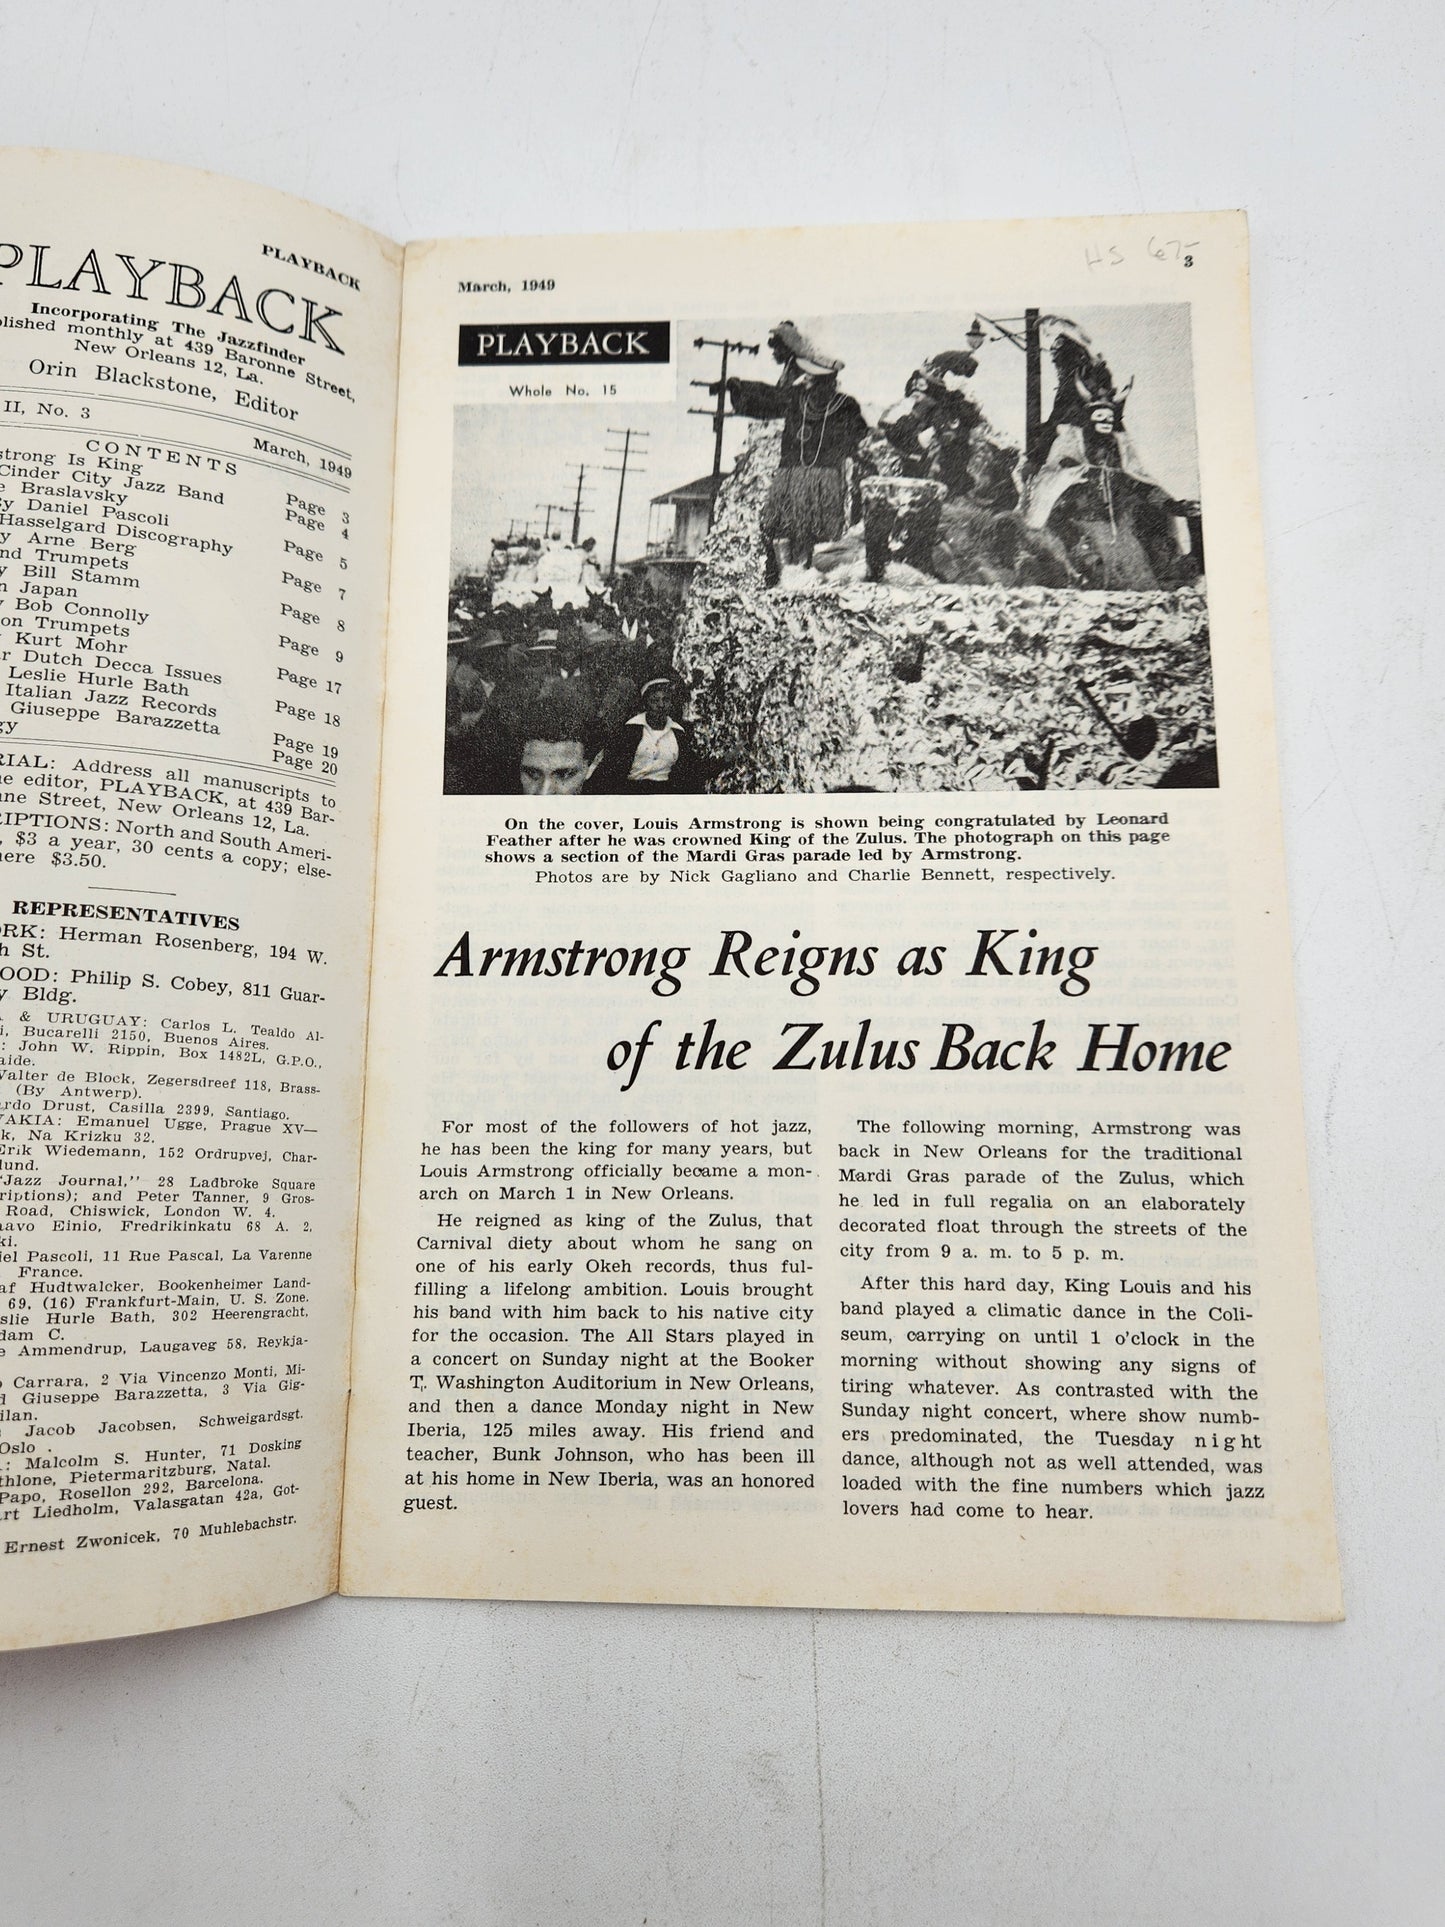 PLAYBACK
PLAYBACK
Incorporating The Jazzfinder
monthly at 439 Baronne Street,
New Orleans 12, La.
Orin Blackstone, Editor
II, No. 3
March, 1949
CONTENTS
Is King Page 3
Cinder City Jazz Band Page 4
Braslavsky
Daniel Pascoli Page 5
Hasselgard Discography
Arne Berg Page 7
Trumpets
Bill Stamm Page 8
Japan
Bob Connolly Page 9
Trumpets
Kurt Mohr Page 17
Dutch Decca Issues
Leslie Hurle Bath Page 18
Italian Jazz Records
Giuseppe Barazzetta Page 19
Page 20
Address all manuscripts to
editor, PLAYBACK, at 439 Bar-
Street, New Orleans 12, La.
North and South Ameri-
$3 a year, 30 cents a copy; else-
$3.50.
REPRESENTATIVES
Herman Rosenberg, 194 W.
St.
Philip S. Cobey, 811 Guar-
Bldg.
& URUGUAY: Carlos L. Tealdo Al-
Bucarelli 2150, Buenos Aires.
John W. Rippin, Box 1482L, G.P.O.,
Walter de Block, Zegersdreef 118, Brass-
(By Antwerp).
Drust, Casilla 2399, Santiago.
Emanuel Ugge, Prague XV—
Na Krizku 32.
Erik Wiedemann, 152 Ordrupvej, Char-
"Jazz Journal," 28 Ladbroke Square
and Peter Tanner, 9 Gros-
Road, Chiswick, London W. 4.
Einio, Fredrikinkatu 68 A. 2,
Pascoli, 11 Rue Pascal, La Varenne
France.
Hudtwalcker, Bookenheimer Land-
69, (16) Frankfurt-Main, U. S. Zone.
Hurle Bath, 302 Heerengracht,
C.
Ammendrup, Laugaveg 58, Reykja-
Carrara, 2 Via Vincenzo Monti, Mi-
Giuseppe Barazzetta, 3 Via Gig-
Jacob Jacobsen, Schweigardsgt.
Oslo .
Malcolm S. Hunter, 71 Dosking
Pietermaritzburg, Natal.
Papo, Rosellon 292, Barcelona.
Liedholm, Valasgatan 42a, Got-
Ernest Zwonicek, 70 Muhlebachstr.
HS 67-
March, 1949
3
PLAYBACK
Whole No. 15
On the cover, Louis Armstrong is shown being congratulated by Leonard
Feather after he was crowned King of the Zulus. The photograph on this page
shows a section of the Mardi Gras parade led by Armstrong.
Photos are by Nick Gagliano and Charlie Bennett, respectively.
Armstrong Reigns as King
of the Zulus Back Home
For most of the followers of hot jazz,
he has been the king for many years, but
Louis Armstrong officially became a mon-
arch on March 1 in New Orleans.
He reigned as king of the Zulus, that
Carnival diety about whom he sang on
one of his early Okeh records, thus ful-
filling a lifelong ambition. Louis brought
his band with him back to his native city
for the occasion. The All Stars played in
a concert on Sunday night at the Booker
T. Washington Auditorium in New Orleans,
and then a dance Monday night in New
Iberia, 125 miles away. His friend and
teacher, Bunk Johnson, who has been ill
at his home in New Iberia, was an honored
guest.
The following morning, Armstrong was
back in New Orleans for the traditional
Mardi Gras parade of the Zulus, which
he led in full regalia on an elaborately
decorated float through the streets of the
city from 9 a. m. to 5 p. m.
After this hard day, King Louis and his
band played a climatic dance in the Coli-
seum, carrying on until 1 o'clock in the
morning without showing any signs of
tiring whatever. As contrasted with the
Sunday night concert, where show numb-
ers predominated, the Tuesday night
dance, although not as well attended, was
loaded with the fine numbers which jazz
lovers had come to hear.